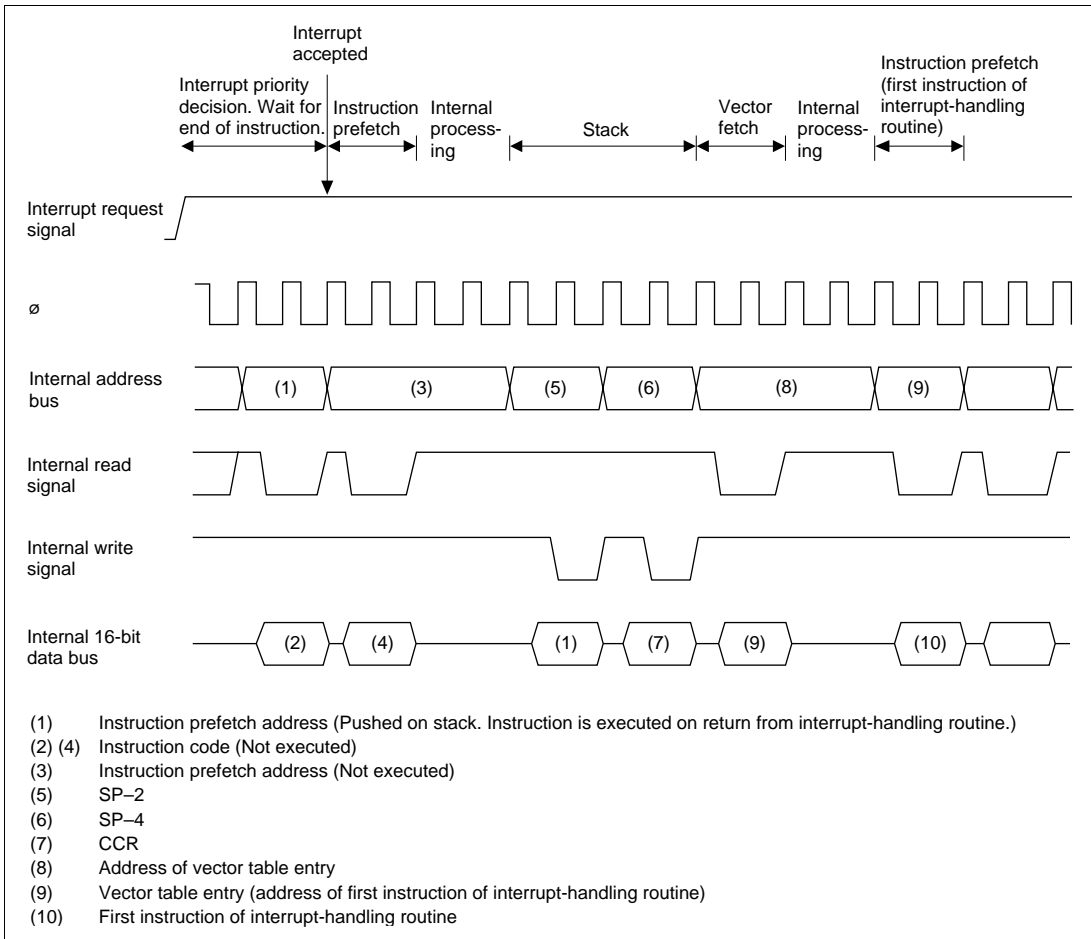 Interrupt
accepted
Interrupt priority
decision. Wait for
end of instruction.
Instruction
prefetch
Internal
process-
ing
Stack
Vector
fetch
Internal
process-
ing
Instruction prefetch
(first instruction of
interrupt-handling
routine)
Interrupt request
signal
ø
Internal address
bus
(1)
(3)
(5)
(6)
(8)
(9)
Internal read
signal
Internal write
signal
Internal 16-bit
data bus
(2)
(4)
(1)
(7)
(9)
(10)
(1) Instruction prefetch address (Pushed on stack. Instruction is executed on return from interrupt-handling routine.)
(2) (4) Instruction code (Not executed)
(3) Instruction prefetch address (Not executed)
(5) SP–2
(6) SP–4
(7) CCR
(8) Address of vector table entry
(9) Vector table entry (address of first instruction of interrupt-handling routine)
(10) First instruction of interrupt-handling routine